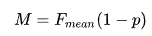 M = F_{mean}(1 − p)